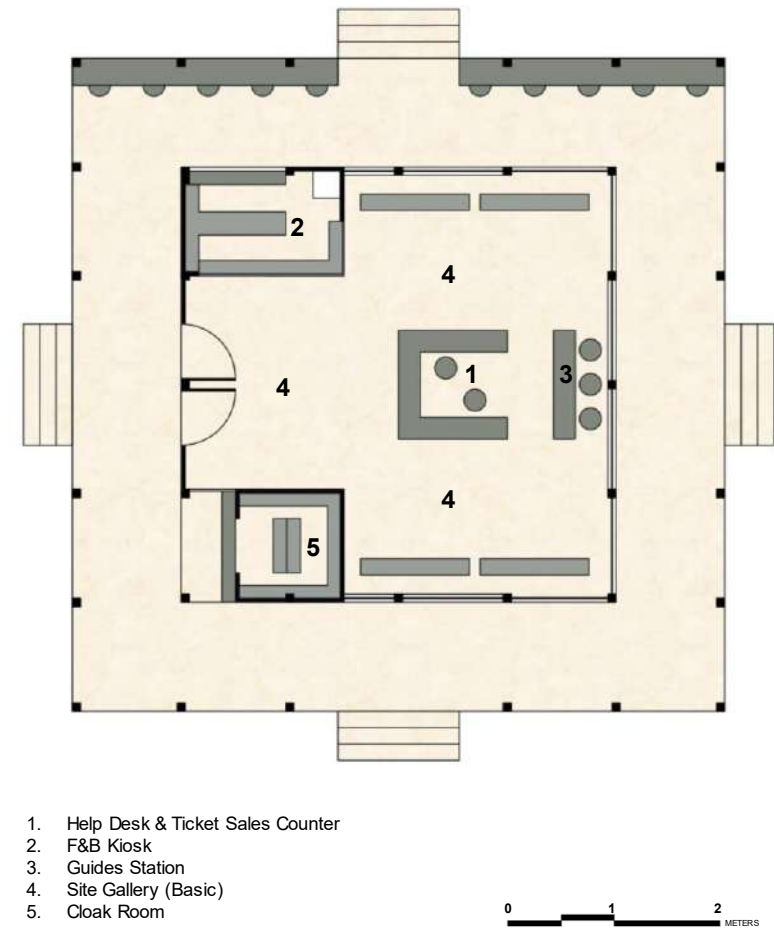 2
4
1
3
4
4
5
1. Help Desk & Ticket Sales Counter
2. F&B Kiosk
3. Guides Station
4. Site Gallery (Basic)
5. Cloak Room
0 1 2
METERS